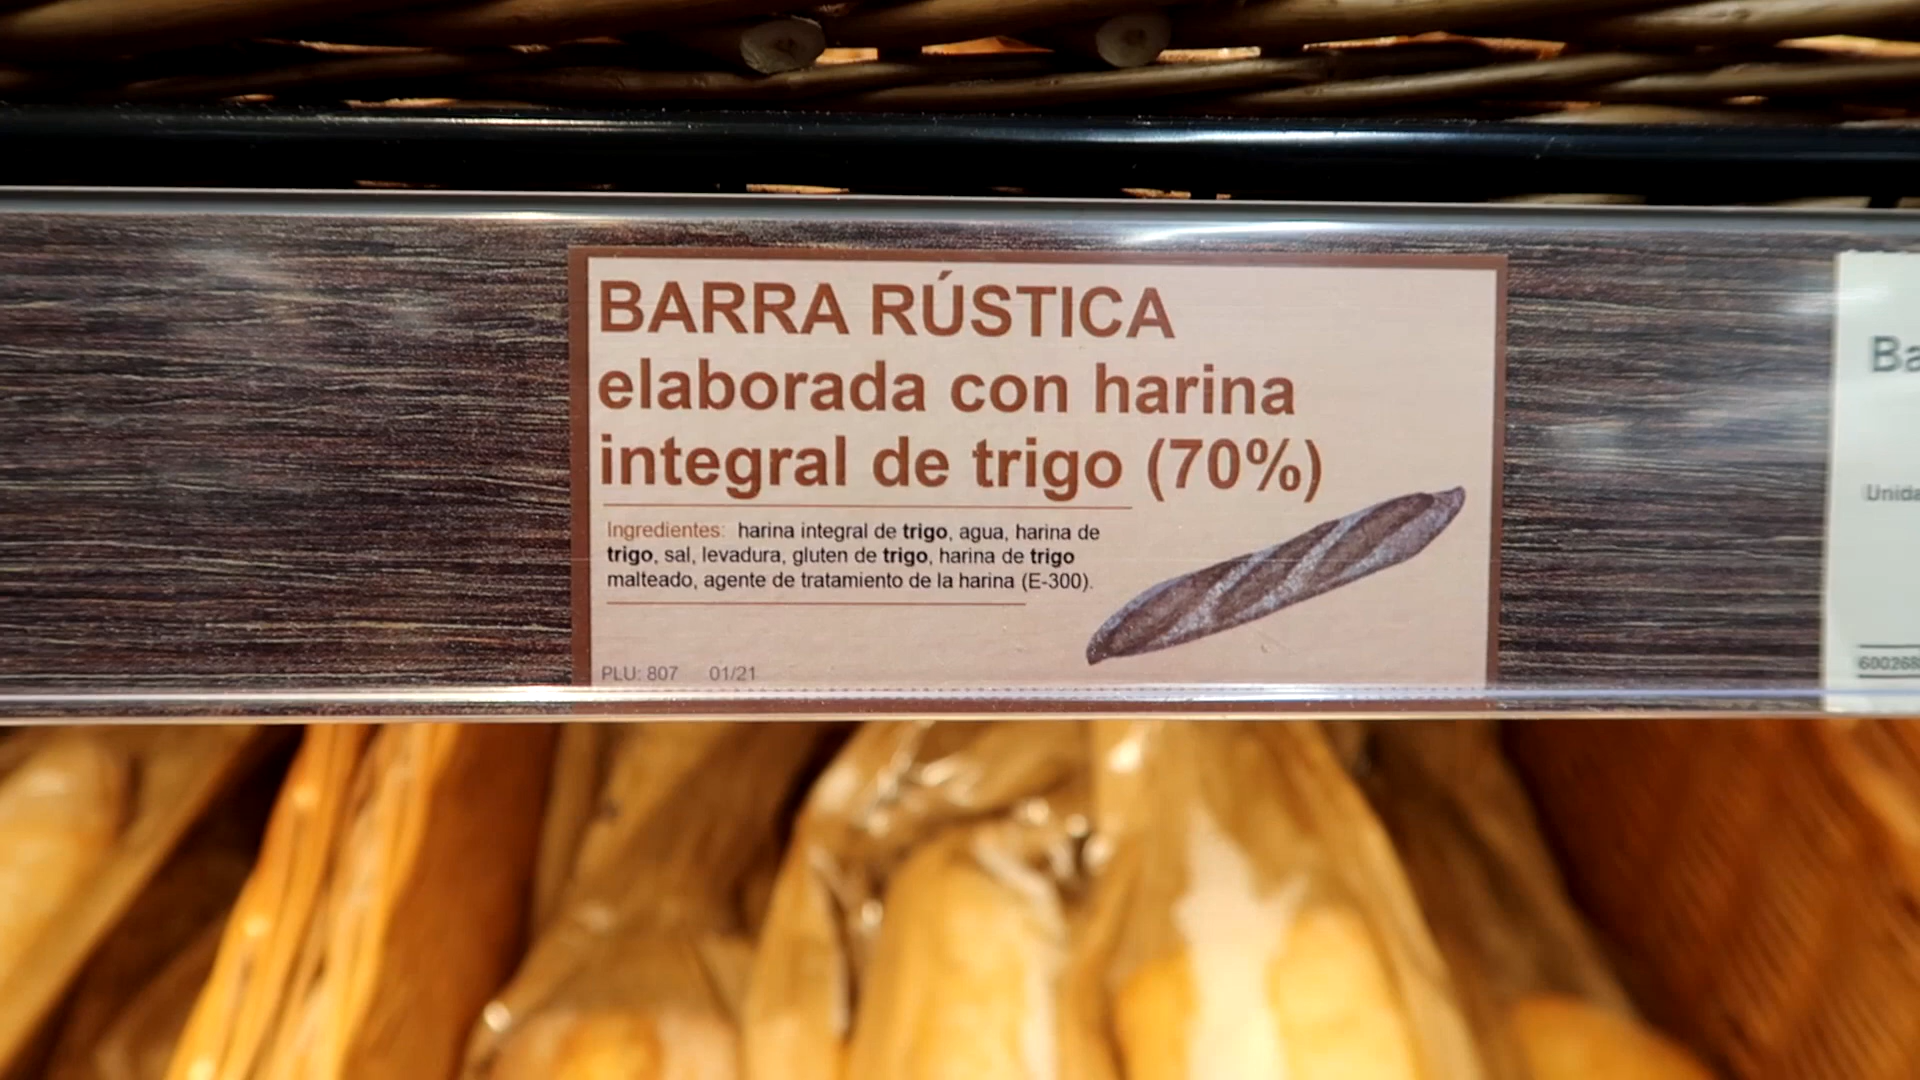 BARRA RÚSTICA
elaborada con harina
integral de trigo (70%)
Ingredientes: harina integral de trigo, agua, harina de
trigo, sal, levadura, gluten de trigo, harina de trigo
malteado, agente de tratamiento de la harina (E-300).
PLU: 807 01/21